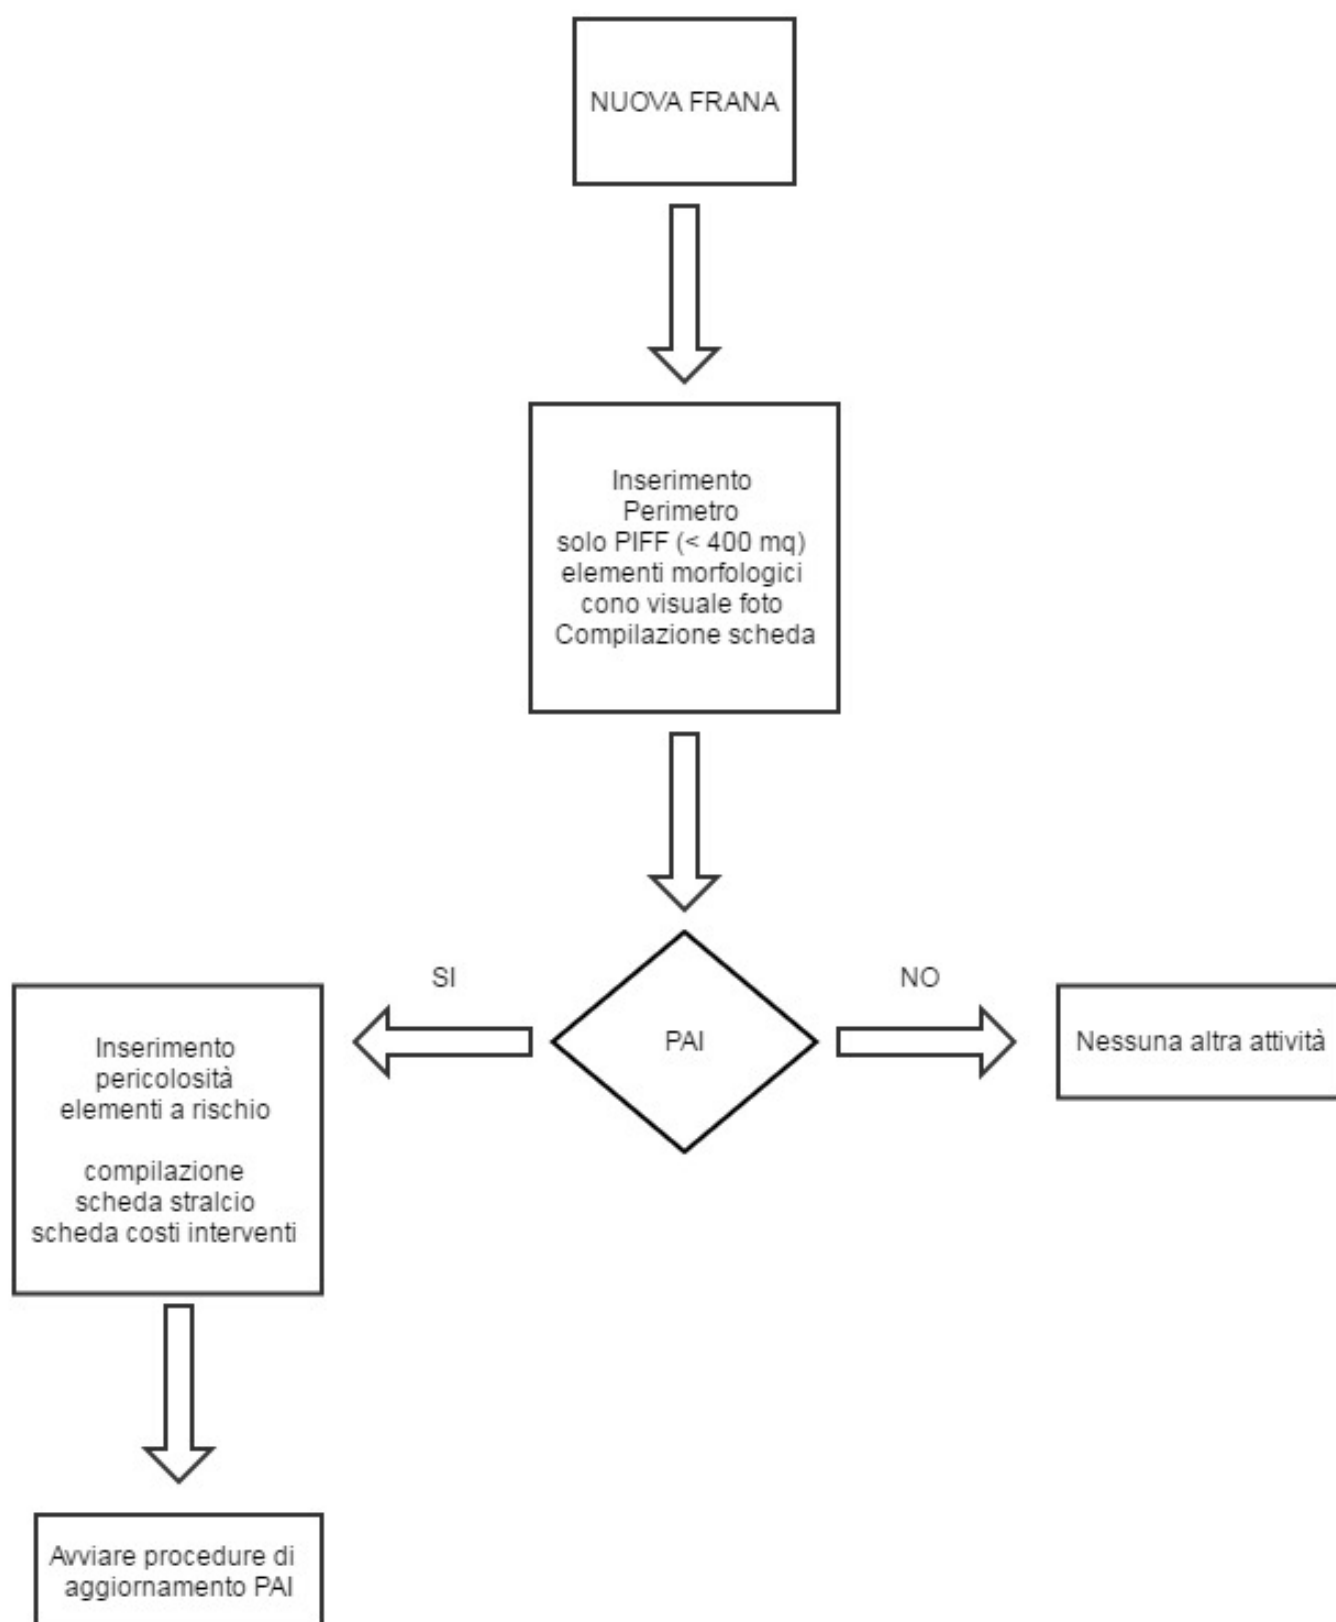 NUOVA FRANA
Inserimento
Perimetro
solo PIFF (< 400 mq)
elementi morfologici
cono visuale foto
Compilazione scheda
SI
NO
PAI
Nessuna altra attività
Inserimento
pericolosità
elementi a rischio
compilazione
scheda stralcio
scheda costi interventi
Avviare procedure di
aggiornamento PAI